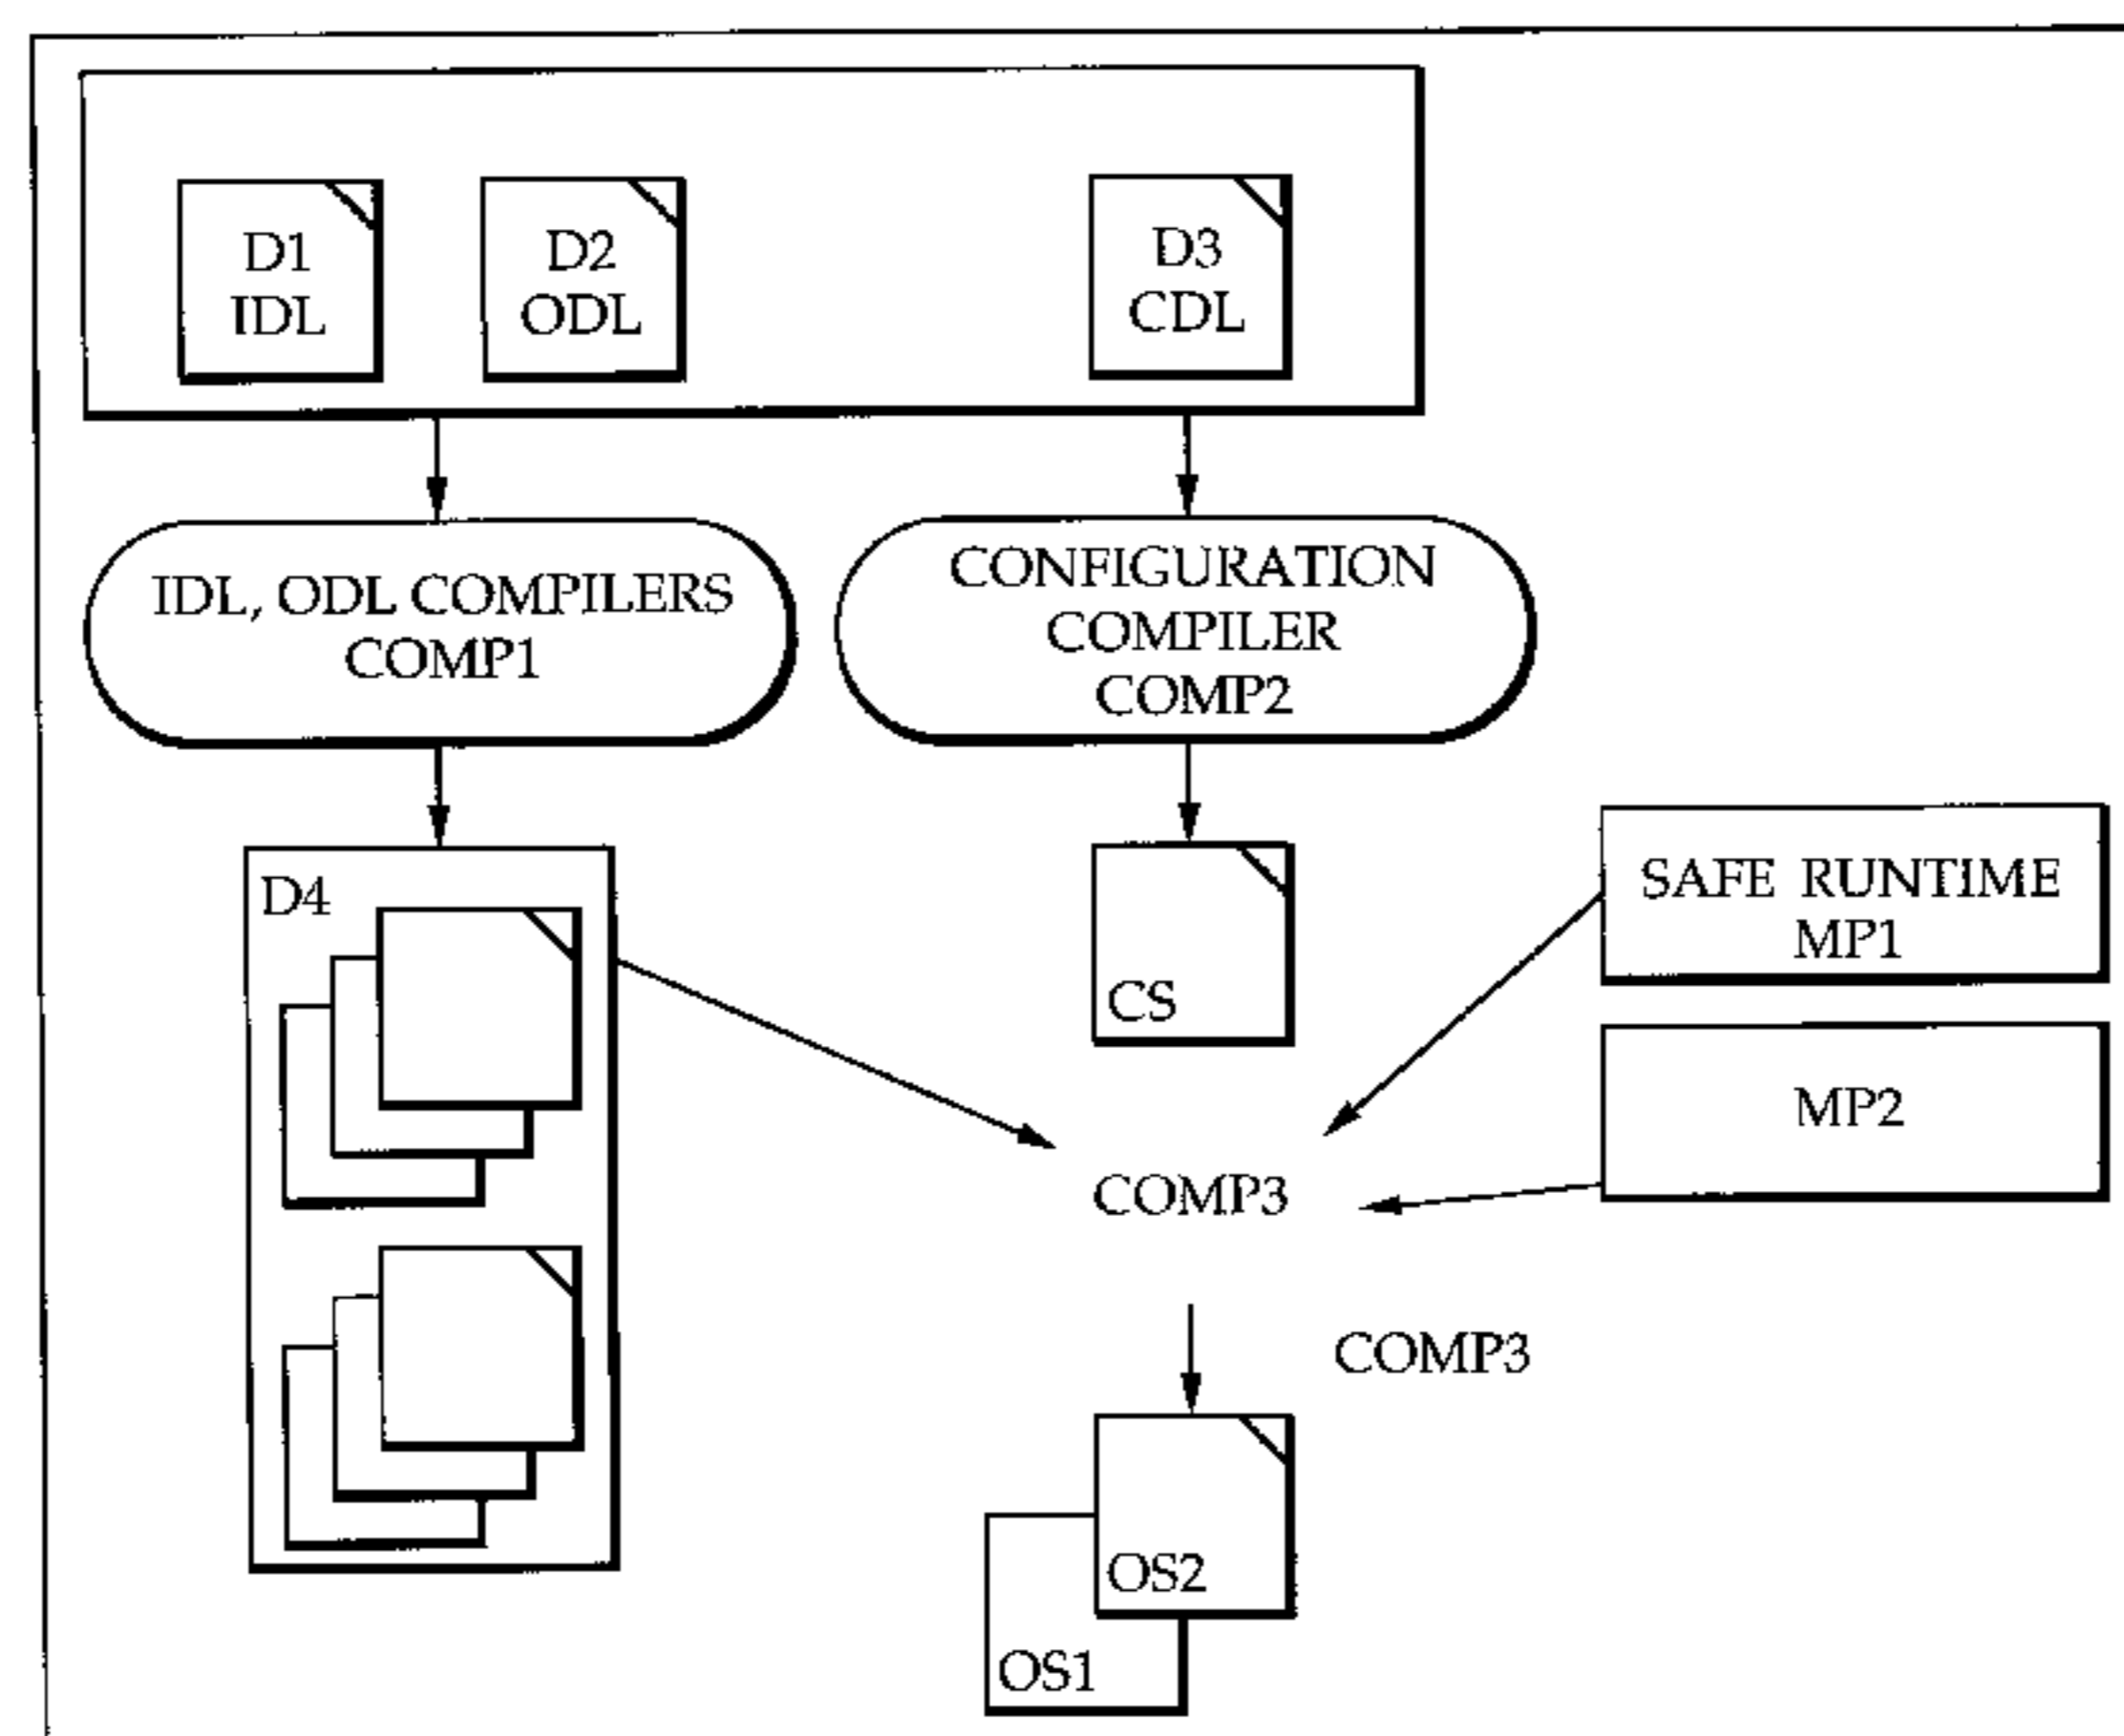 D1
IDL
D2
ODL
D3
CDL
IDL, ODL COMPILERS
COMP1
CONFIGURATION
COMPILER
COMP2
D4
CS
SAFE RUNTIME
MP1
MP2
COMP3
COMP3
OS2
OS1